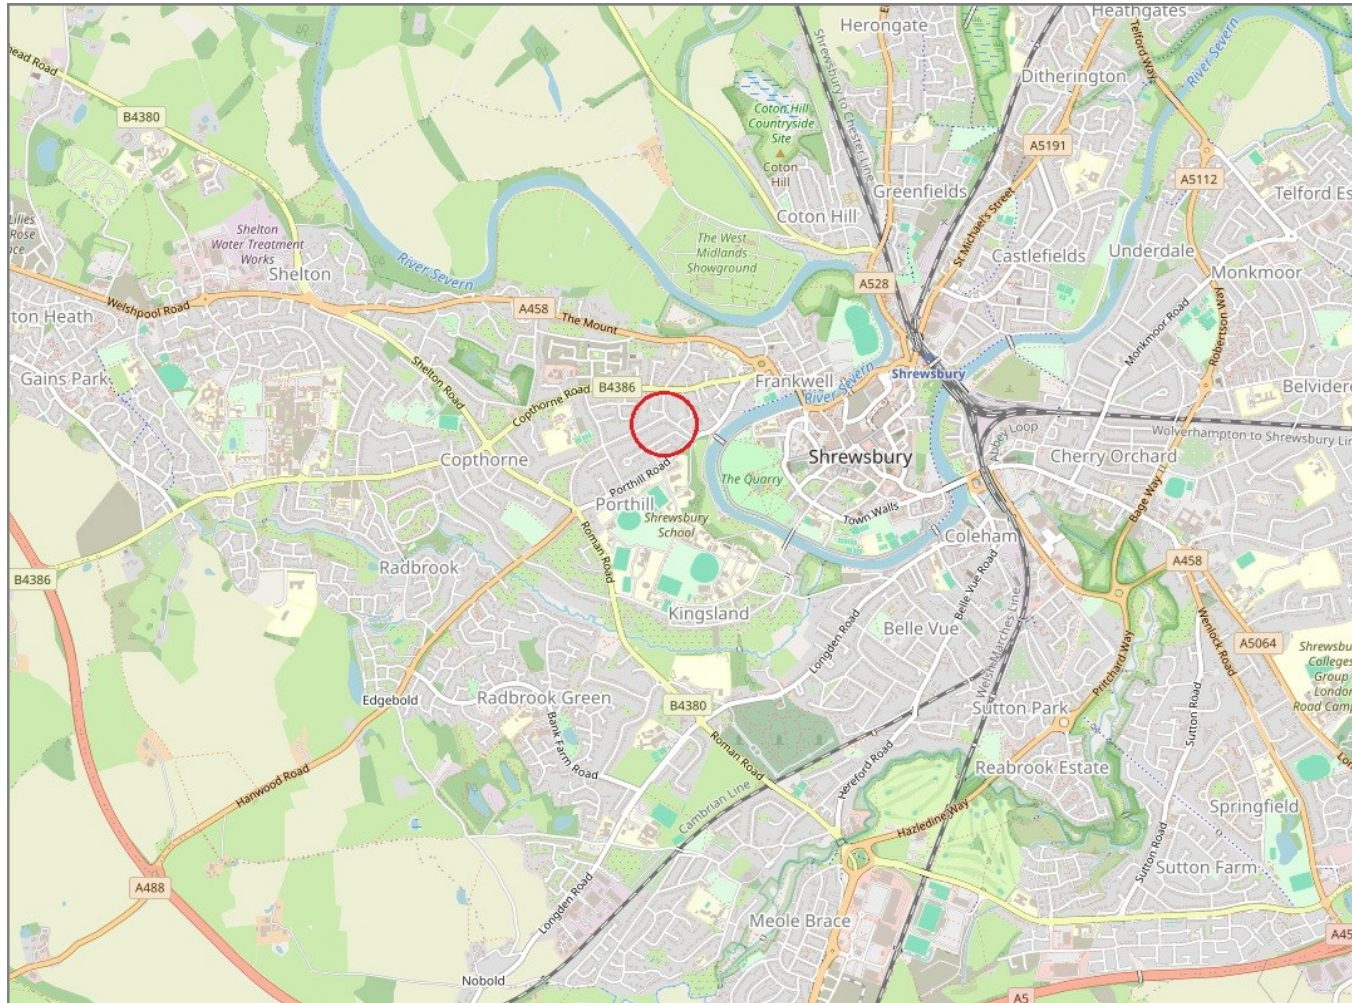 Heathgates
Herongate
Telford Way
River Severn
head Road
Shrewsbury to Chester Line
Ditherington
B4380
Coton Hill
Countryside
Site
A5191
Coton
Hill
Greenfields
A5112
Telford Es
Lilies
Rose
nce
Shelton
Water Treatment
Works
Coton Hill
St Michael's Street
The West
Midlands
Showground
Castlefields
Underdale
Monkmoor
River Severn
Shelton
A528
Welshpool Road
A458
ton Heath
The Mount
Monkmoor Road
Robertson Way
Gains Park
Shelton Road
B4386
Frankwell
River Severn
Shrewsbury
Belvider
Copthorne Road
Abbey Loop
Wolverhampton to Shrewsbury Lin
Copthorne
Shrewsbury
Cherry Orchard
Porthill Road
The Quarry
Bage Way
Porthill
Town Walls
Shrewsbury
School
Coleham
Roman Road
B4386
Radbrook
A458
Belle Vue Road
Kingsland
Longden Road
Belle Vue
Welsh Marches Line
Wenlock Road
A5064
Pritchard Way
Shrewsbu
Colleges
Group
London
Road Camp
Edgebold
Radbrook Green
B4380
Sutton Park
Sutton Road
Bank Farm Road
Roman Road
Hereford Road
Reabrook Estate
Lon
Hanwood Road
Cambrian Line
Hazledine Way
Springfield
Sutton Road
Sutton Farm
A488
Longden Road
Meole Brace
A45
Nobold
A5